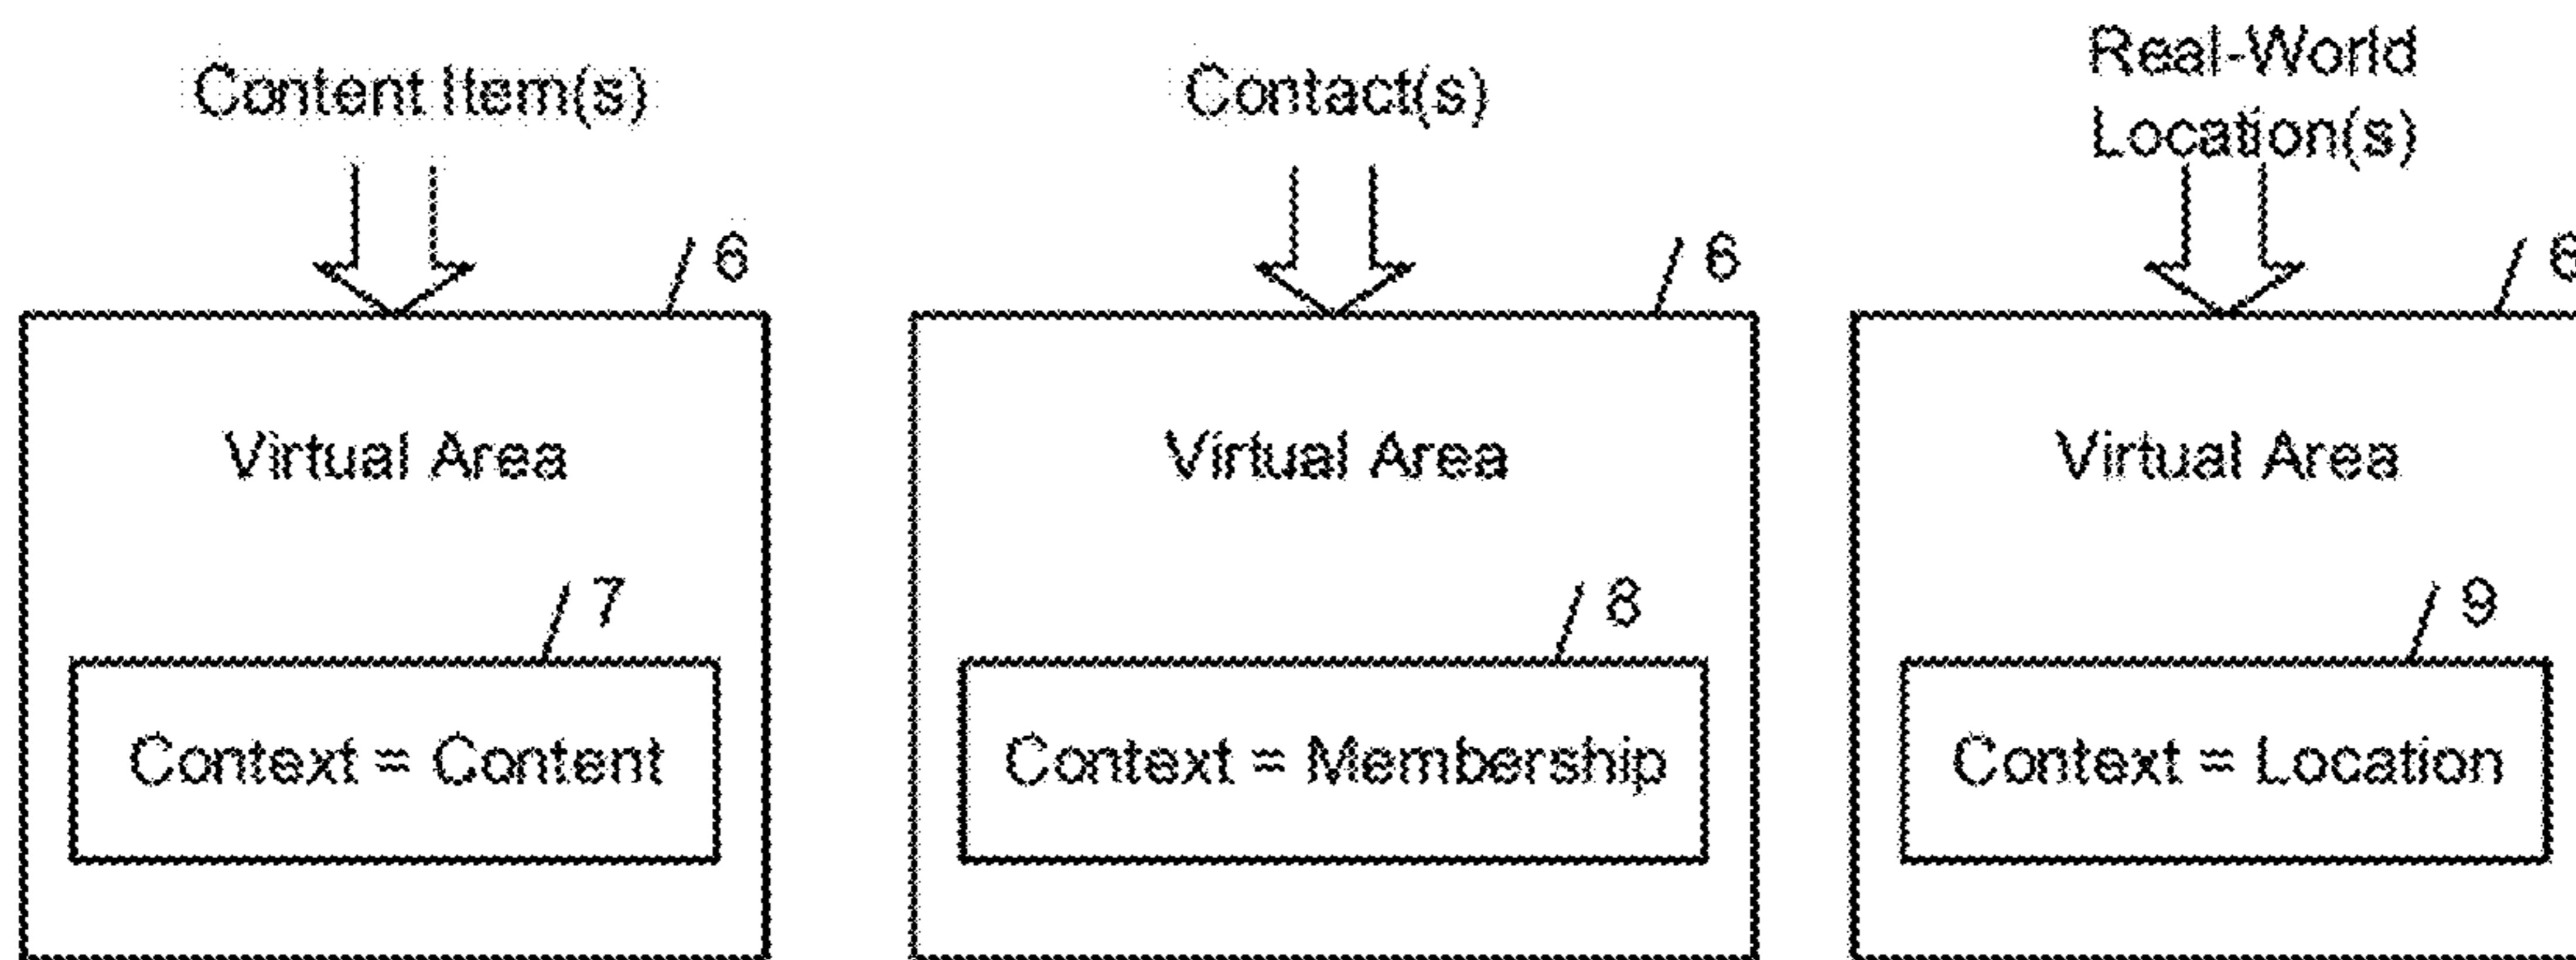 Content Item(s)
Contact(s)
Real-World
Location(s)
6
6
6
Virtual Area
Virtual Area
Virtual Area
7
8
9
Context = Content
Context = Membership
Context = Location